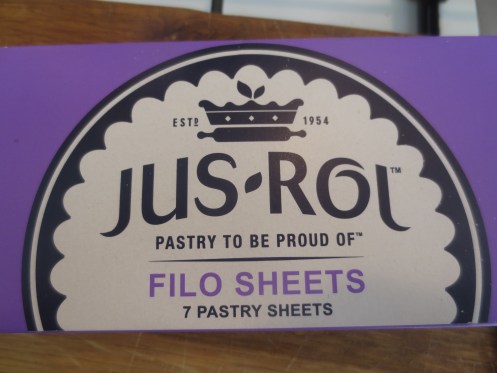 ESTD 1954
JUS-ROL™
PASTRY TO BE PROUD OF™
FILO SHEETS
7 PASTRY SHEETS